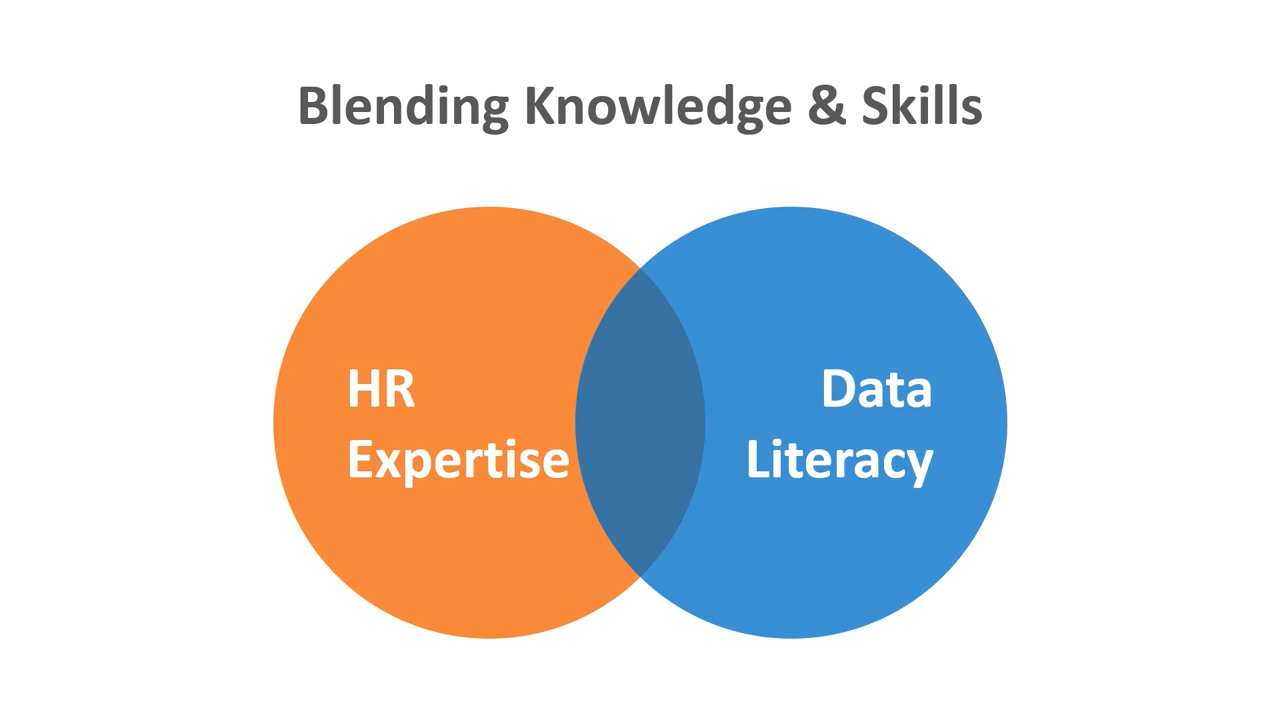 Blending Knowledge & Skills
HR
Expertise
Data
Literacy